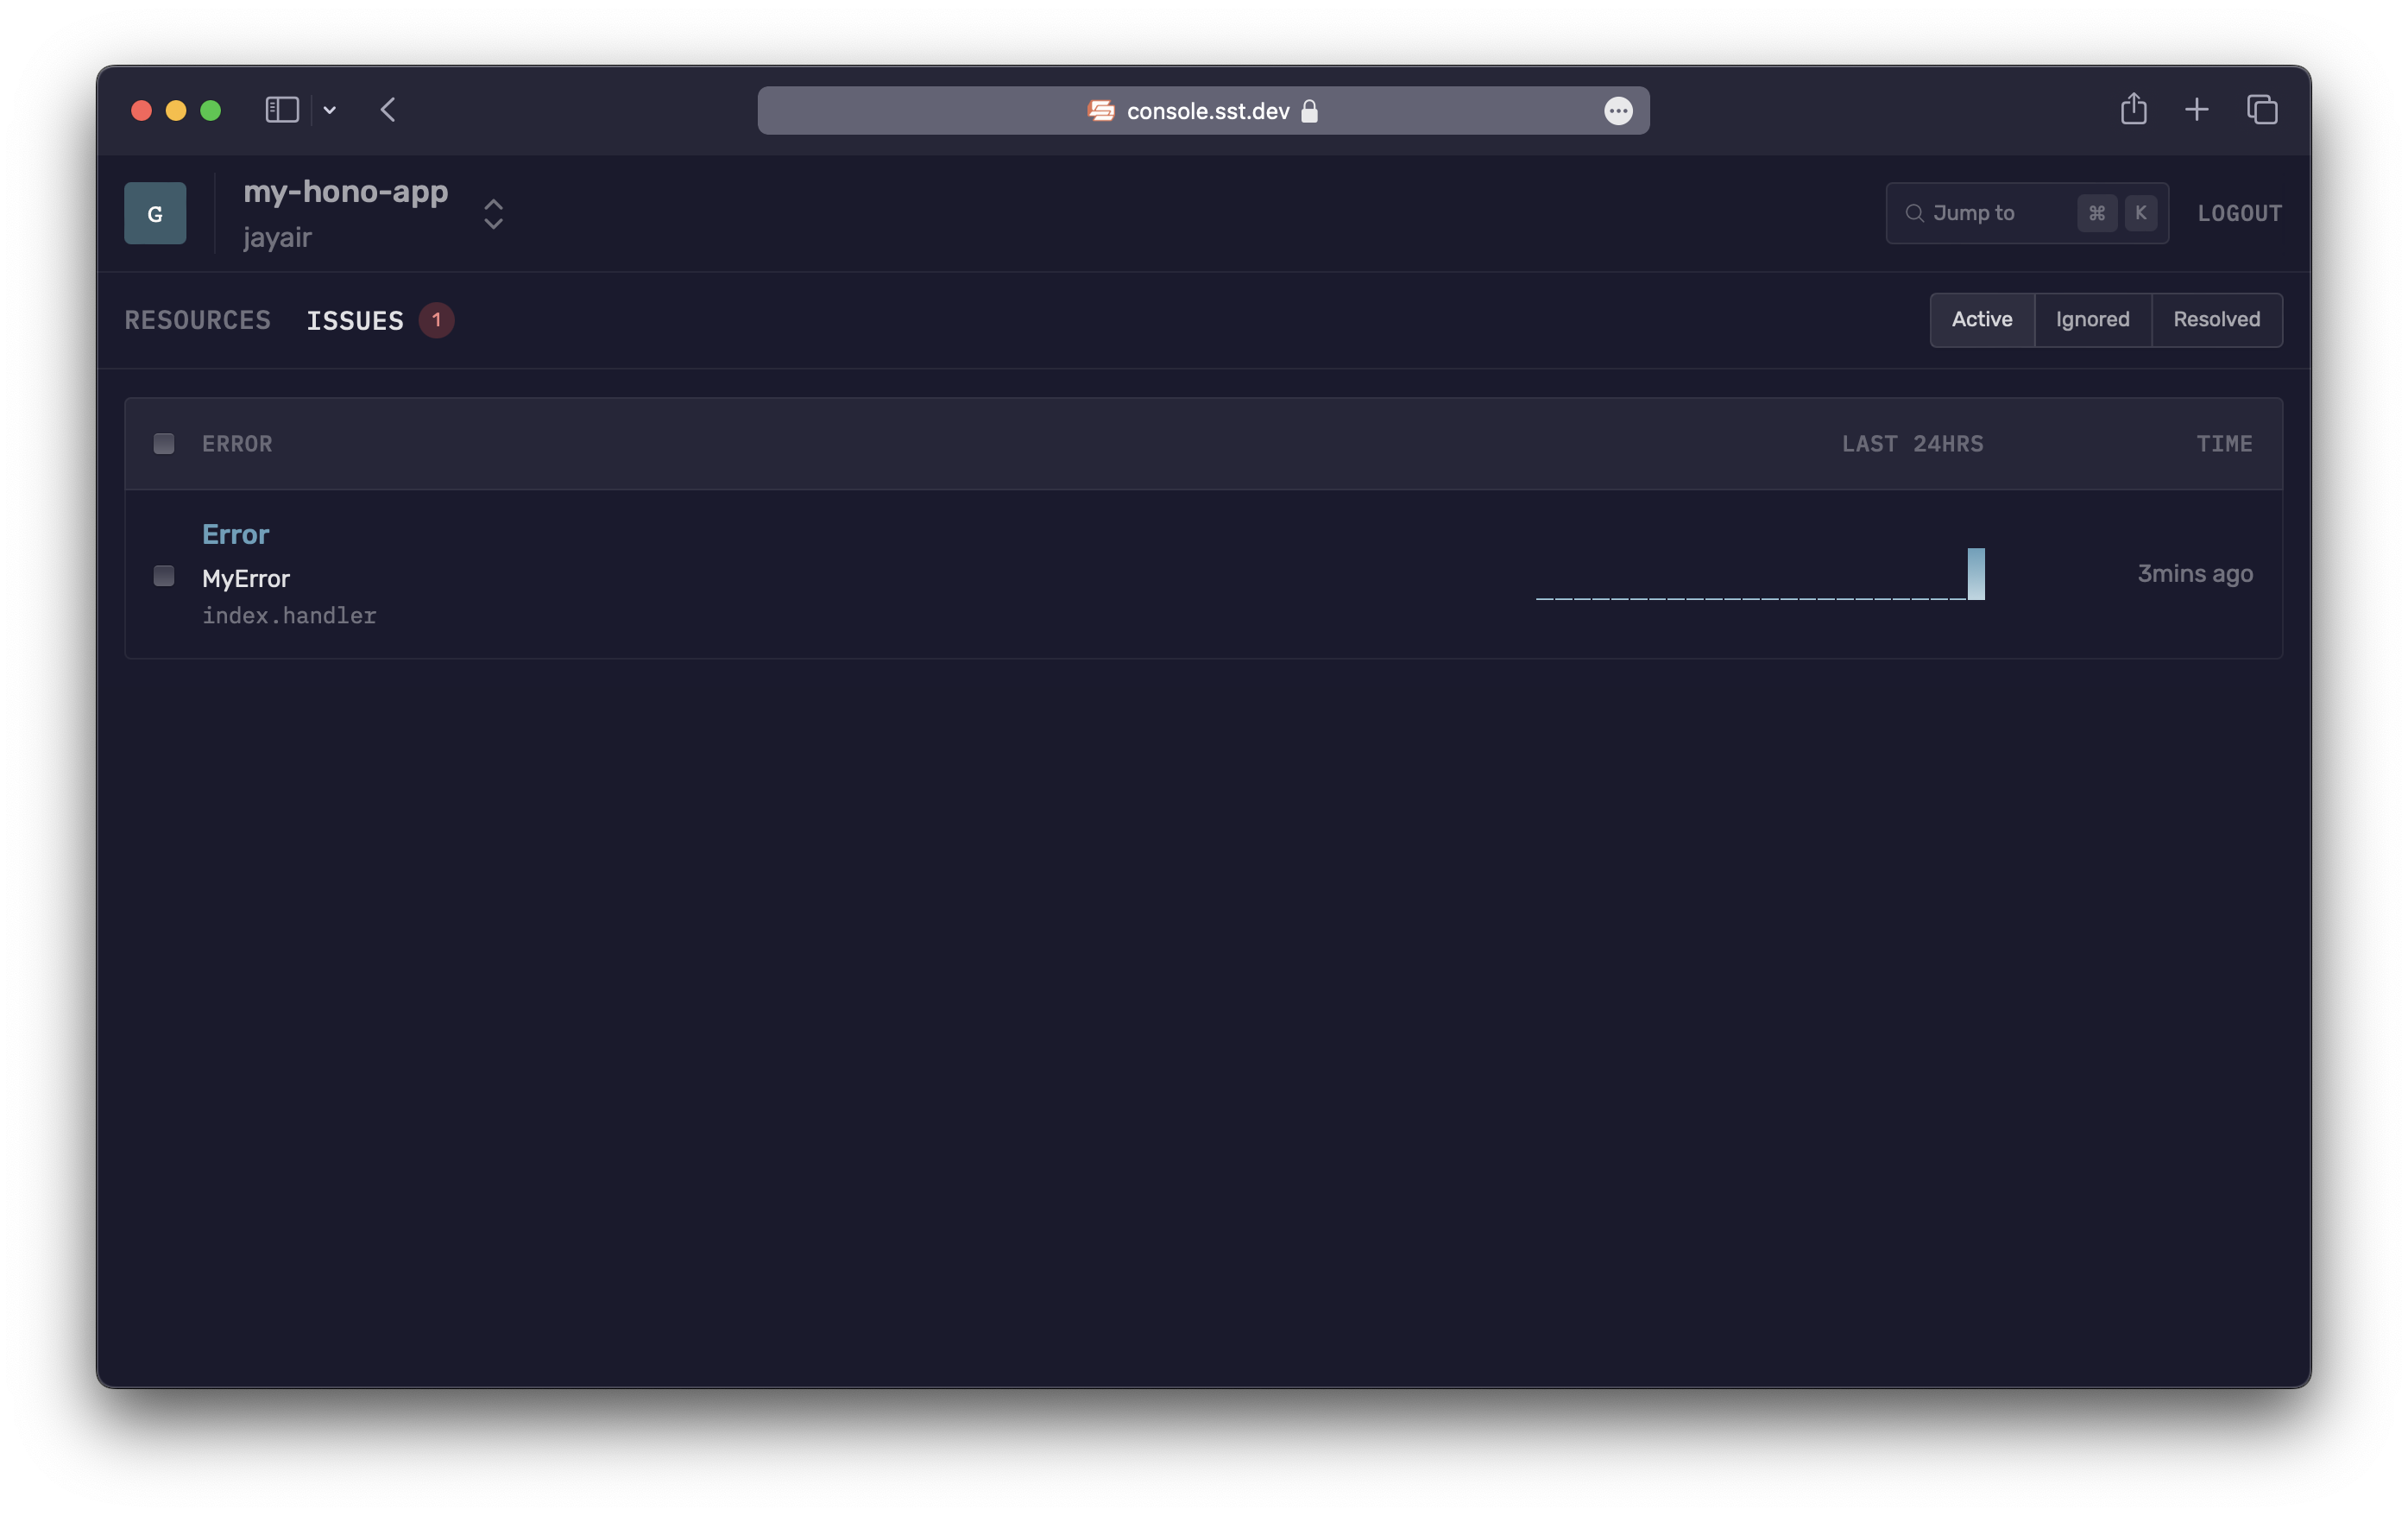 console.sst.dev
G
my-hono-app
jayair
Jump to ⌘ K
LOGOUT
RESOURCES ISSUES 1
Active Ignored Resolved
ERROR LAST 24HRS TIME
Error
MyError
index.handler
3mins ago